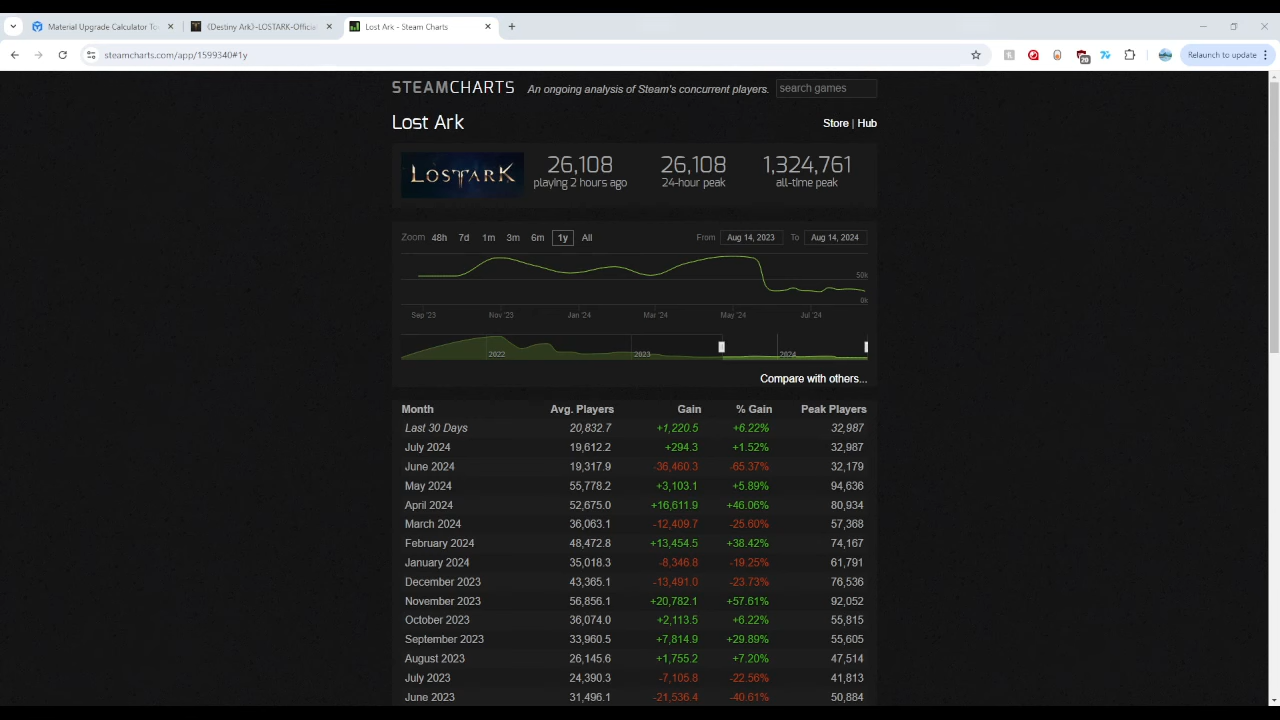 Material Upgrade Calculator To
《Destiny Ark》-LOSTARK-Officia
Lost Ark - Steam Charts
steamcharts.com/app/1599340#1y
20
Relaunch to update
STEAMCHARTS
An ongoing analysis of Steam's concurrent players.
search games
Lost Ark
Store | Hub
LOSTARK
26,108
playing 2 hours ago
26,108
24-hour peak
1,324,761
all-time peak
Zoom 48h 7d 1m 3m 6m 1y All
From Aug 14, 2023 To Aug 14, 2024
50k
0k
Sep '23 Nov '23 Jan '24 Mar '24 May '24 Jul '24
2022 2023 2024
Compare with others...
Month Avg. Players Gain % Gain Peak Players
Last 30 Days 20,832.7 +1,220.5 +6.22% 32,987
July 2024 19,612.2 +294.3 +1.52% 32,987
June 2024 19,317.9 -36,460.3 -65.37% 32,179
May 2024 55,778.2 +3,103.1 +5.89% 94,636
April 2024 52,675.0 +16,611.9 +46.06% 80,934
March 2024 36,063.1 -12,409.7 -25.60% 57,368
February 2024 48,472.8 +13,454.5 +38.42% 74,167
January 2024 35,018.3 -8,346.8 -19.25% 61,791
December 2023 43,365.1 -13,491.0 -23.73% 76,536
November 2023 56,856.1 +20,782.1 +57.61% 92,052
October 2023 36,074.0 +2,113.5 +6.22% 55,815
September 2023 33,960.5 +7,814.9 +29.89% 55,605
August 2023 26,145.6 +1,755.2 +7.20% 47,514
July 2023 24,390.3 -7,105.8 -22.56% 41,813
June 2023 31,496.1 -21,536.4 -40.61% 50,884